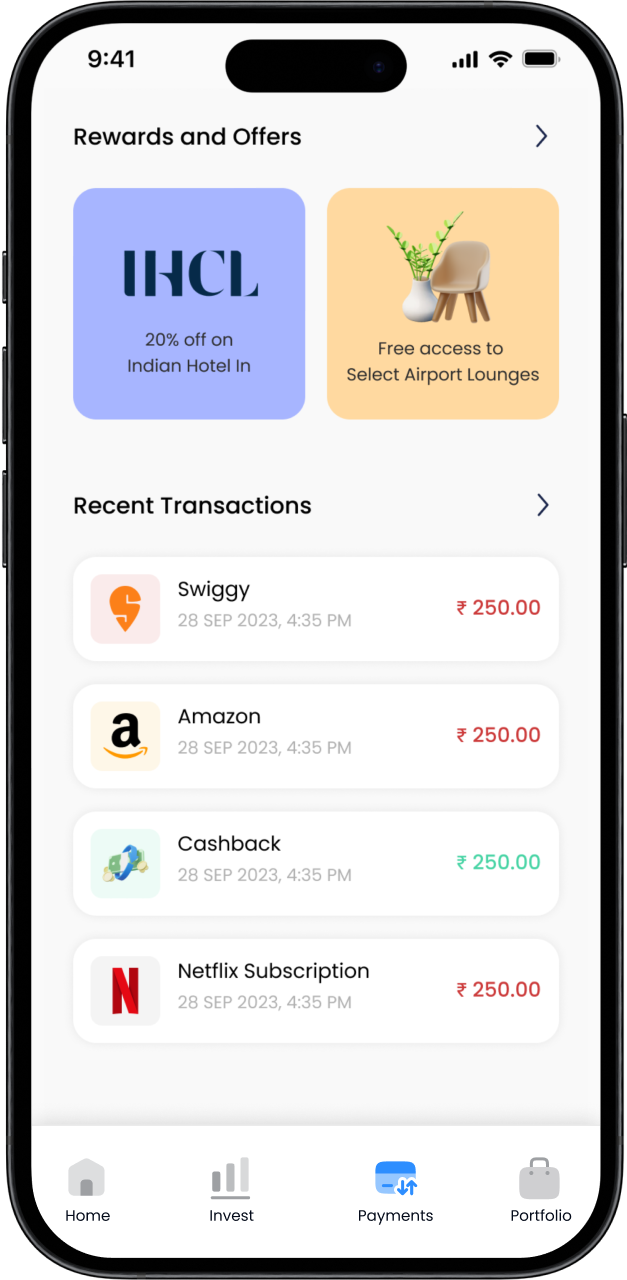 9:41
Rewards and Offers
IHCL
20% off on
Indian Hotel In
Free access to
Select Airport Lounges
Recent Transactions
Swiggy
28 SEP 2023, 4:35 PM
₹ 250.00
a
Amazon
28 SEP 2023, 4:35 PM
₹ 250.00
Cashback
28 SEP 2023, 4:35 PM
₹ 250.00
N
Netflix Subscription
28 SEP 2023, 4:35 PM
₹ 250.00
Home
Invest
Payments
Portfolio